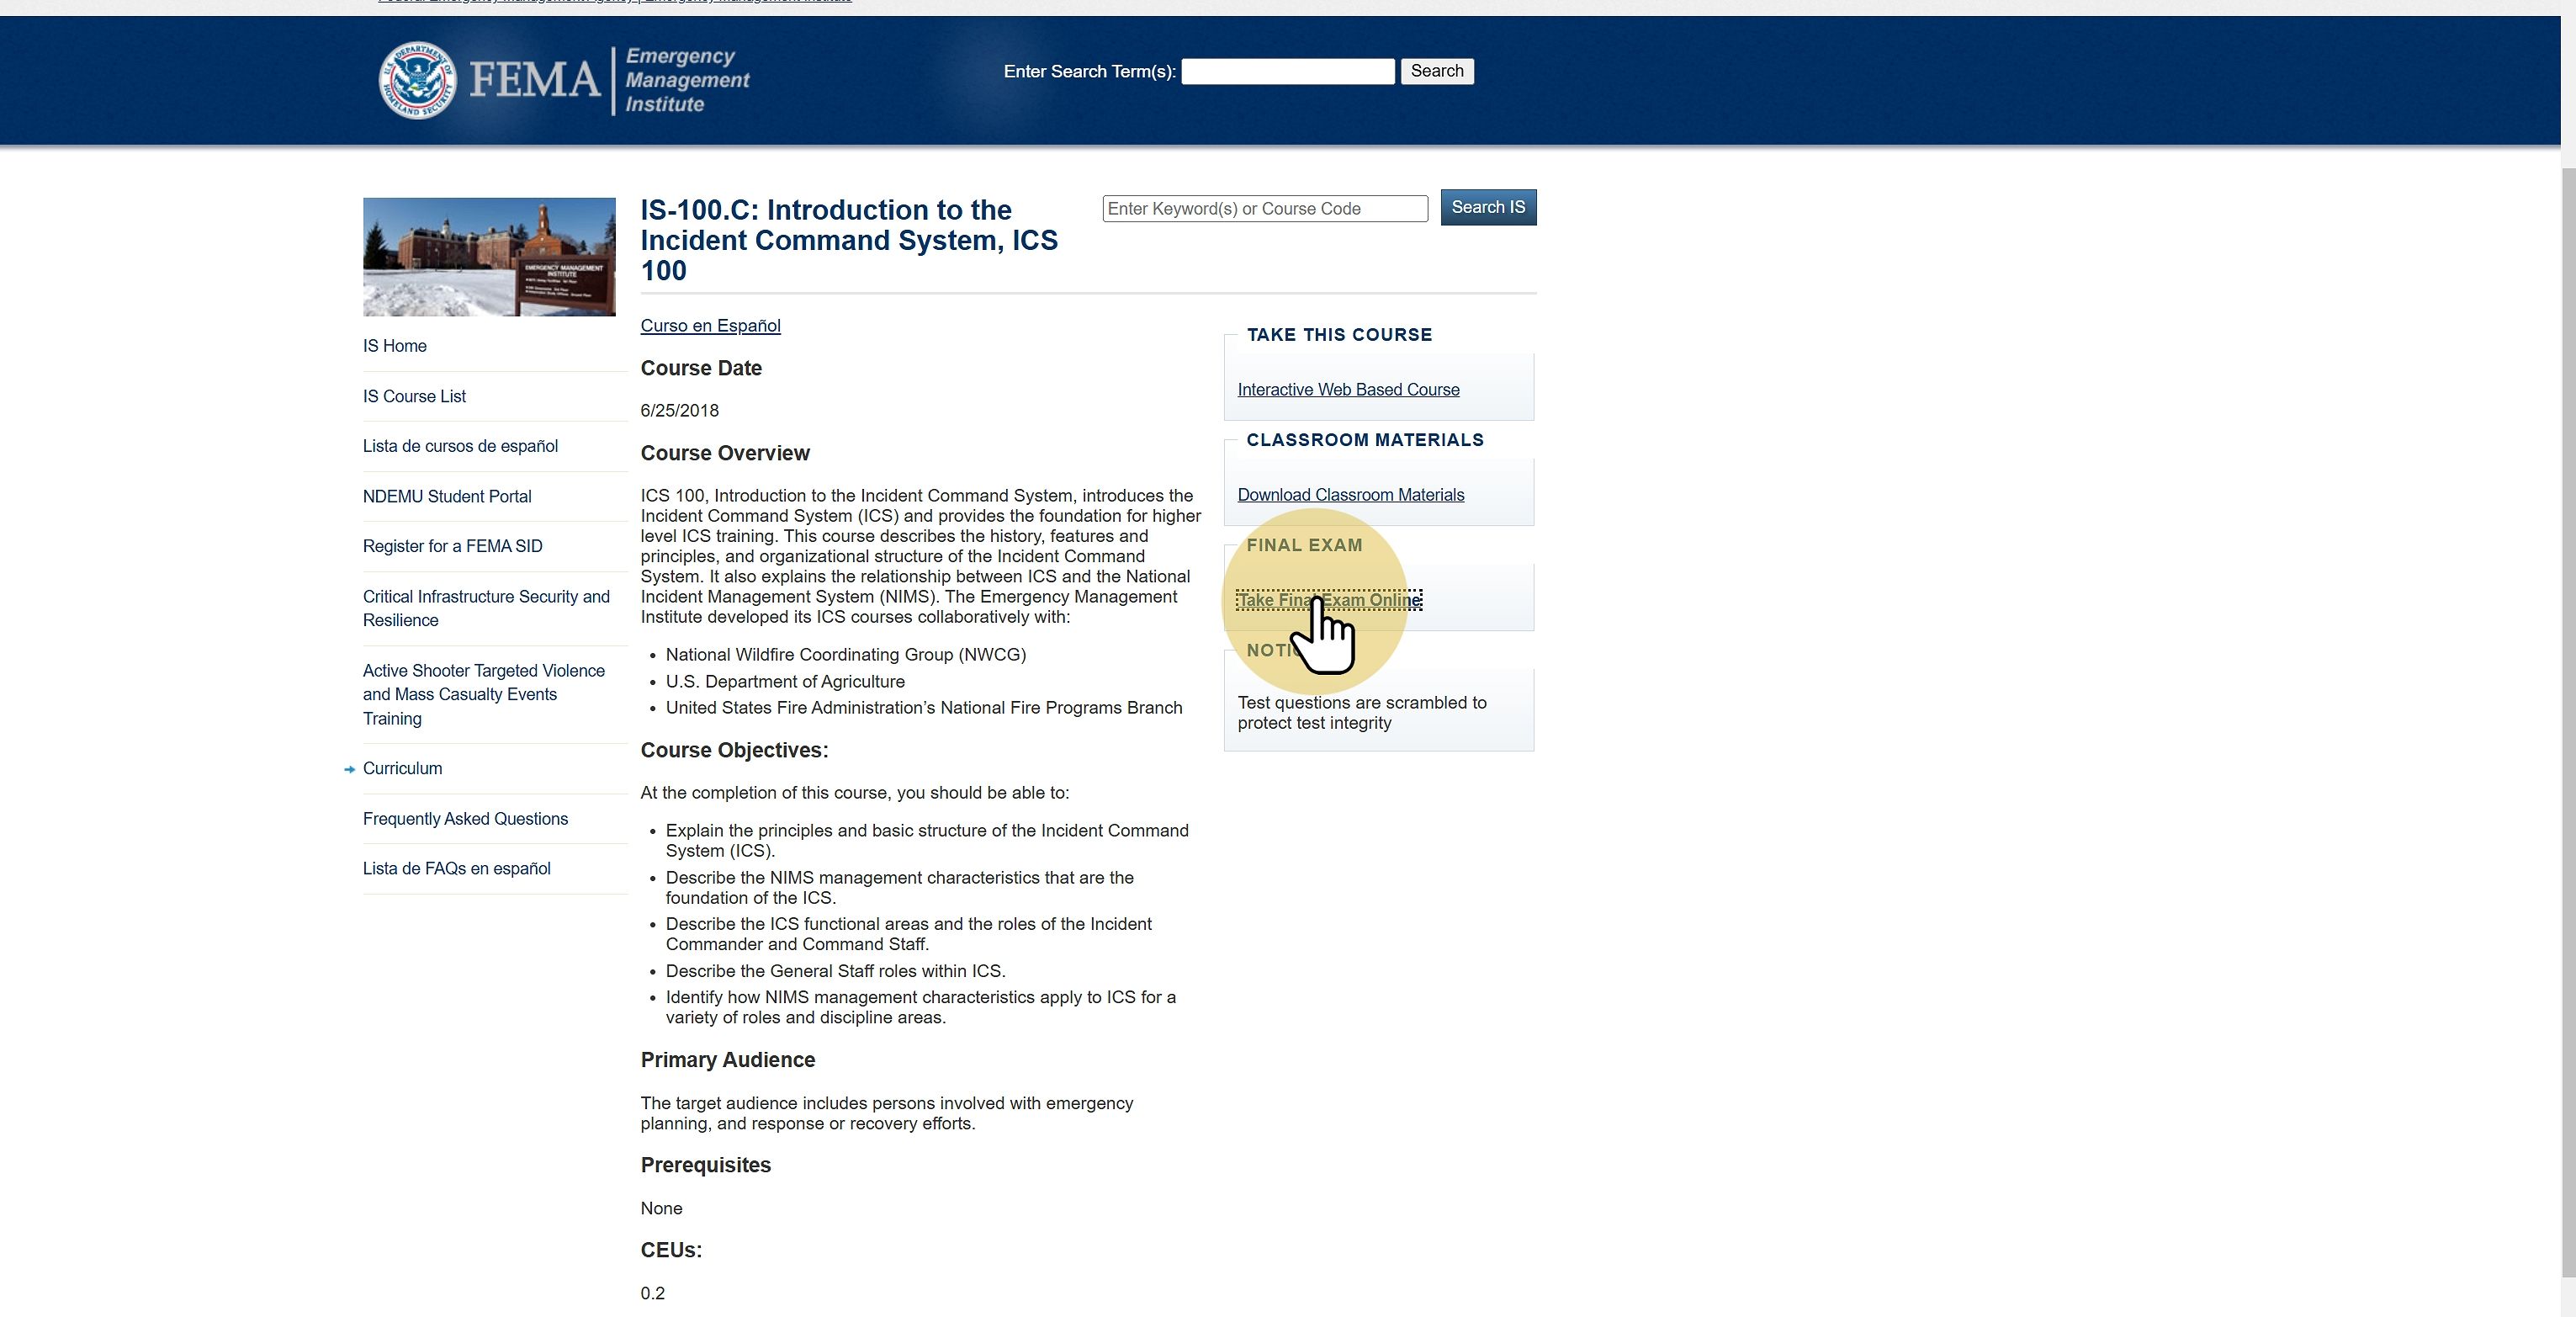 Federal Emergency Management Agency | Emergency Management Institute
FEMA
Emergency
Management
Institute
Enter Search Term(s):
Search
IS-100.C: Introduction to the
Incident Command System, ICS
100
Enter Keyword(s) or Course Code
Search IS
EMERGENCY MANAGEMENT
INSTITUTE
IS Home
IS Course List
Lista de cursos de español
NDEMU Student Portal
Register for a FEMA SID
Critical Infrastructure Security and
Resilience
Active Shooter Targeted Violence
and Mass Casualty Events
Training
Curriculum
Frequently Asked Questions
Lista de FAQs en español
Curso en Español
Course Date
6/25/2018
Course Overview
ICS 100, Introduction to the Incident Command System, introduces the
Incident Command System (ICS) and provides the foundation for higher
level ICS training. This course describes the history, features and
principles, and organizational structure of the Incident Command
System. It also explains the relationship between ICS and the National
Incident Management System (NIMS). The Emergency Management
Institute developed its ICS courses collaboratively with:
• National Wildfire Coordinating Group (NWCG)
• U.S. Department of Agriculture
• United States Fire Administration’s National Fire Programs Branch
Course Objectives:
At the completion of this course, you should be able to:
• Explain the principles and basic structure of the Incident Command
System (ICS).
• Describe the NIMS management characteristics that are the
foundation of the ICS.
• Describe the ICS functional areas and the roles of the Incident
Commander and Command Staff.
• Describe the General Staff roles within ICS.
• Identify how NIMS management characteristics apply to ICS for a
variety of roles and discipline areas.
Primary Audience
The target audience includes persons involved with emergency
planning, and response or recovery efforts.
Prerequisites
None
CEUs:
0.2
TAKE THIS COURSE
Interactive Web Based Course
CLASSROOM MATERIALS
Download Classroom Materials
FINAL EXAM
Take Final Exam Online
Test questions are scrambled to
protect test integrity